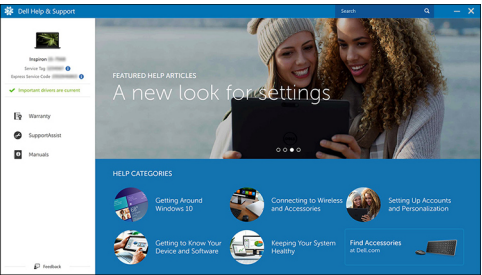 Dell Help & Support
Search
Inspiron
Service Tag
Express Service Code
Important drivers are current
Warranty
SupportAssist
Manuals
Feedback
FEATURED HELP ARTICLES
A new look for settings
HELP CATEGORIES
Getting Around
Windows 10
Connecting to Wireless
and Accessories
Setting Up Accounts
and Personalization
Getting to Know Your
Device and Software
Keeping Your System
Healthy
Find Accessories
at Dell.com